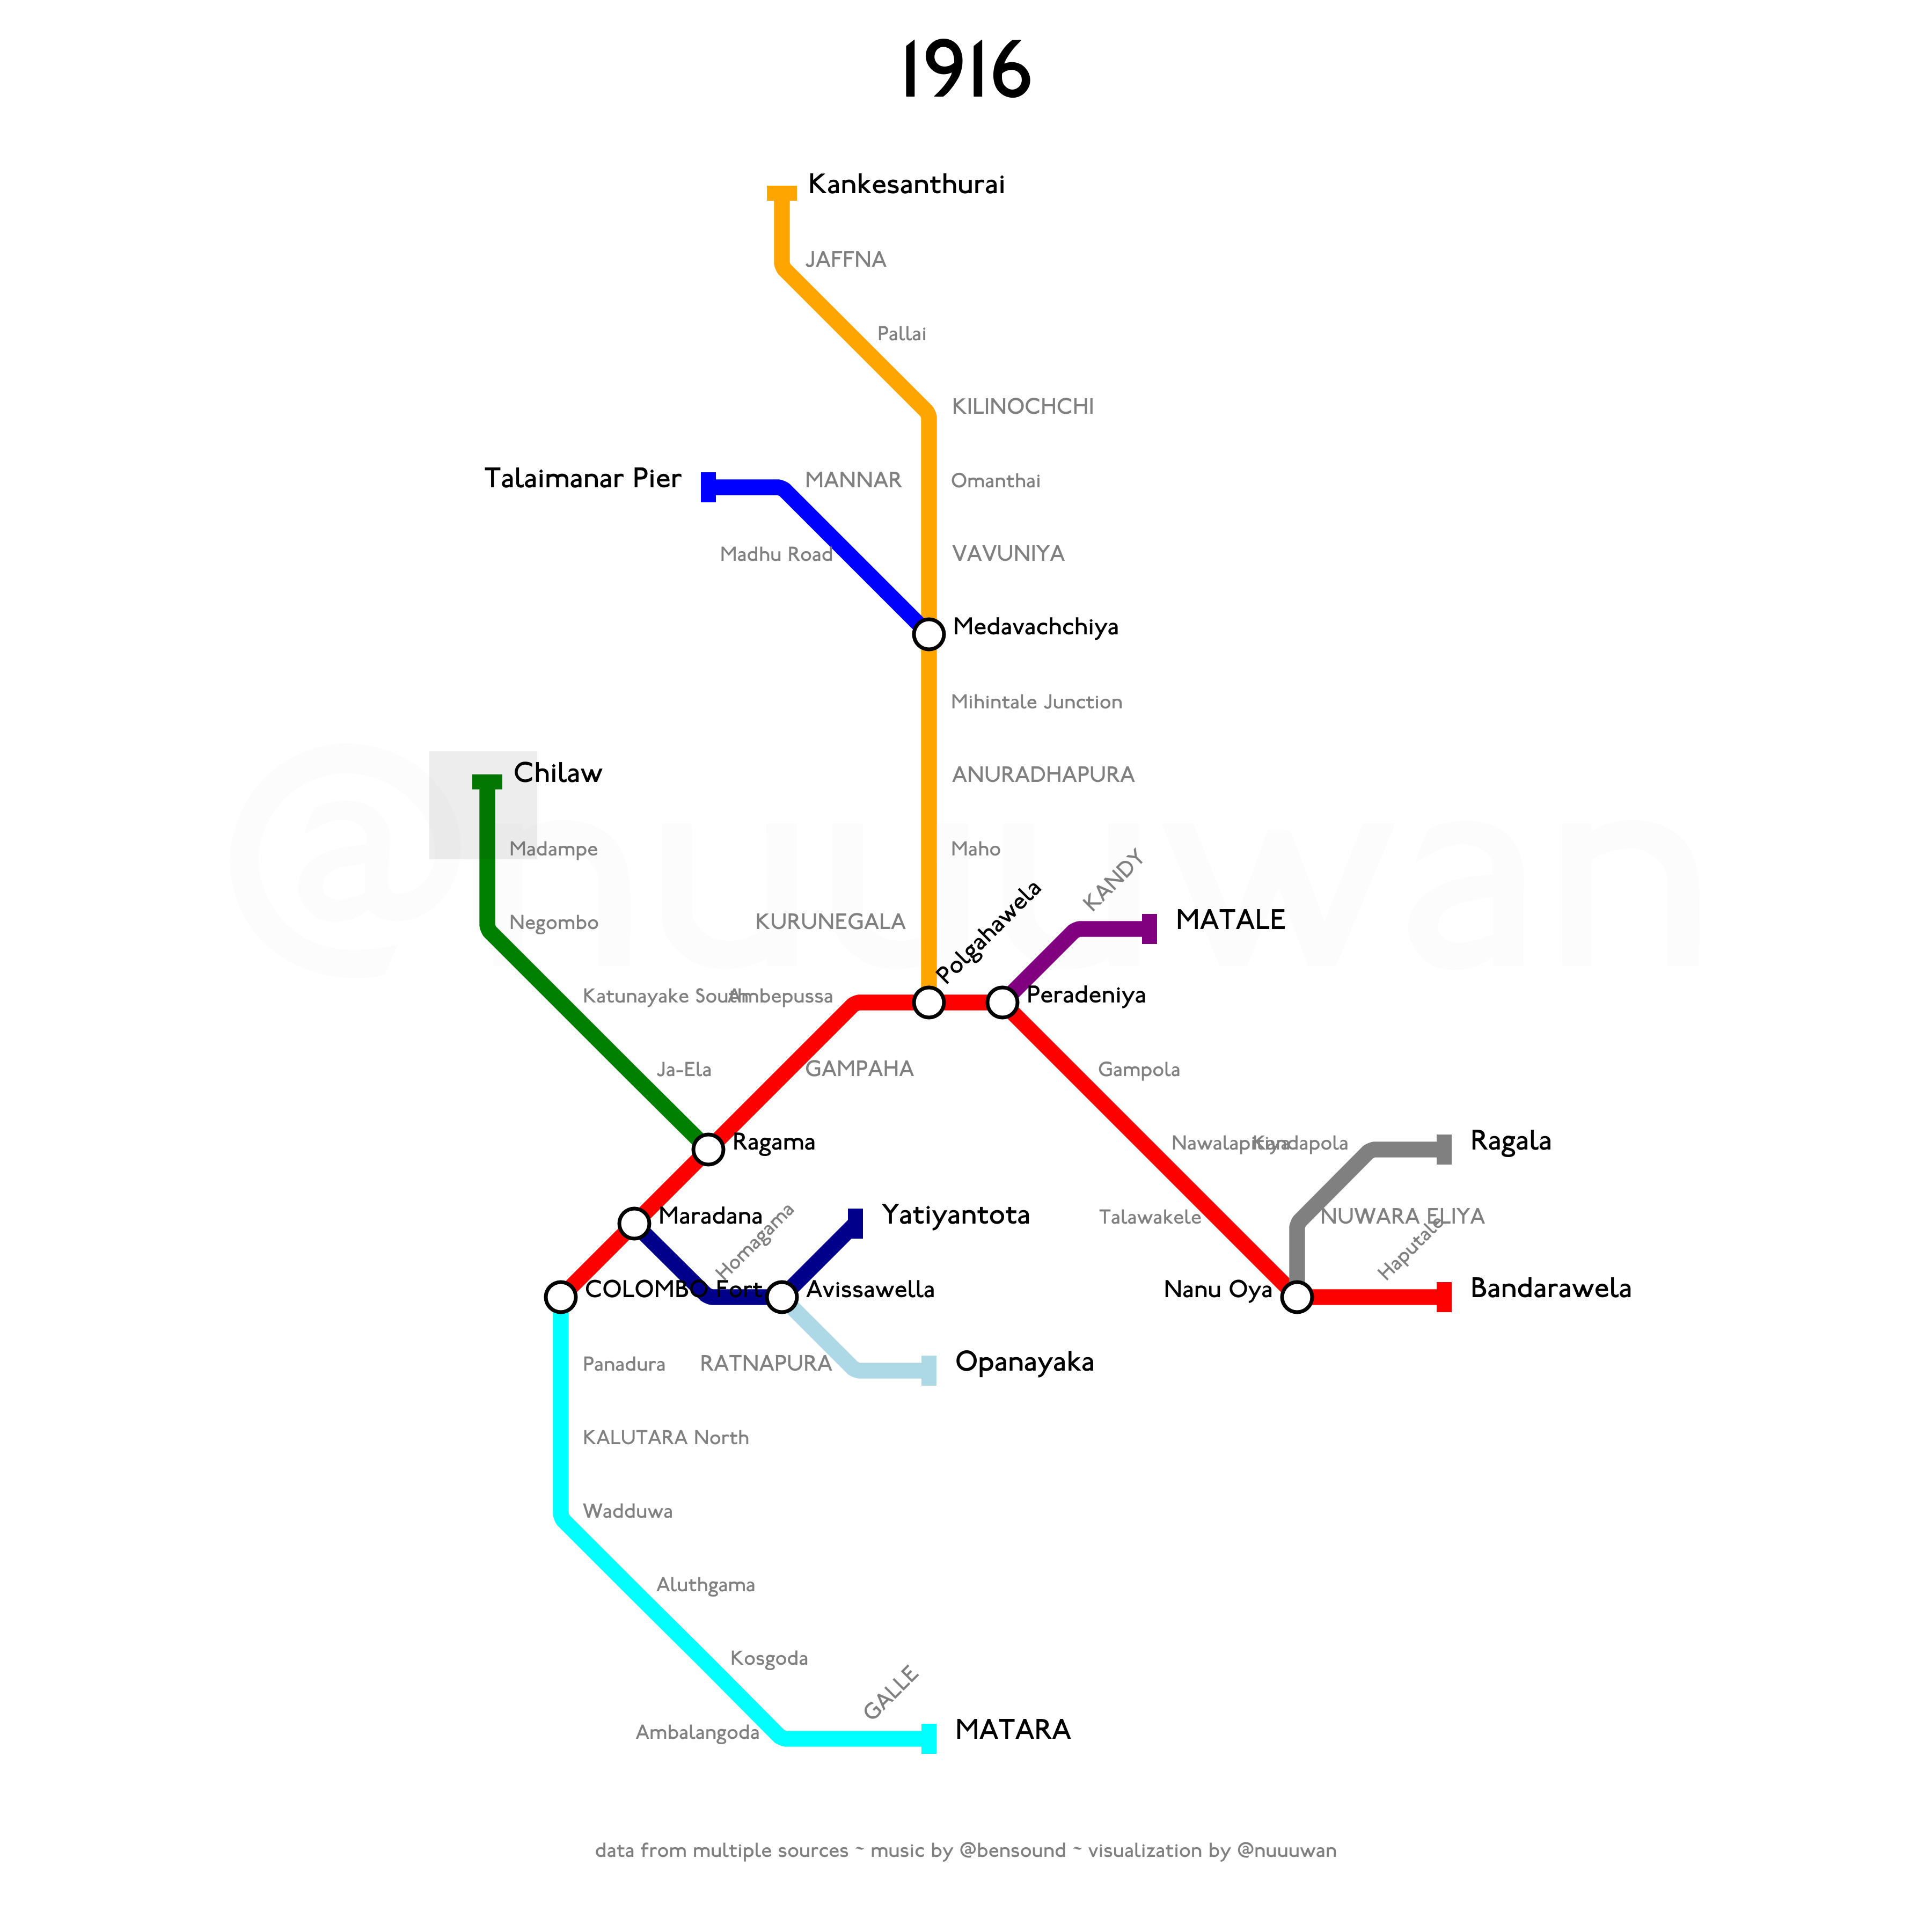 1916
Kankesanthurai
JAFFNA
Pallai
KILINOCHCHI
Talaimanar Pier
MANNAR
Omanthai
Madhu Road
VAVUNIYA
Medavachchiya
Mihintale Junction
Chilaw
ANURADHAPURA
@nuuuwan
Madampe
Maho
KANDY
Negombo
KURUNEGALA
Polgahawela
MATALE
Katunayake South
Ambepussa
Peradeniya
Ja-Ela
GAMPAHA
Gampola
Ragama
Nawalapitiya
Kandapola
Ragala
Maradana
Homagama
Yatiyantota
Talawakele
NUWARA ELIYA
Haputale
COLOMBO Fort
Avissawella
Nanu Oya
Bandarawela
Panadura
RATNAPURA
Opanayaka
KALUTARA North
Wadduwa
Aluthgama
Kosgoda
GALLE
Ambalangoda
MATARA
data from multiple sources ~ music by @bensound ~ visualization by @nuuuwan